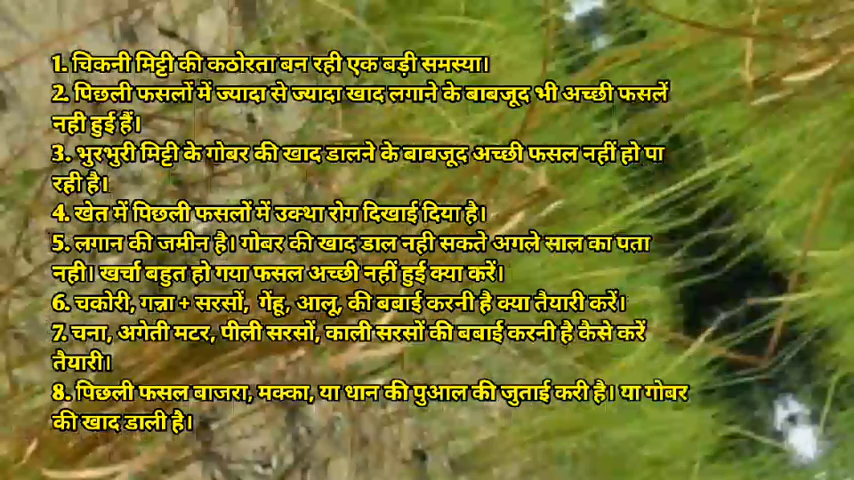 1. चिकनी मिट्टी की कठोरता बन रही एक बड़ी समस्या।
2. पिछली फसलों में ज्यादा से ज्यादा खाद लगाने के बाबजूद भी अच्छी फसलें
नही हुई हैं।
3. भुरभुरी मिट्टी के गोबर की खाद डालने के बाबजूद अच्छी फसल नहीं हो पा
रही है।
4. खेत में पिछली फसलों में उक्था रोग दिखाई दिया है।
5. लगान की जमीन है। गोबर की खाद डाल नही सकते अगले साल का पता
नही। खर्चा बहुत हो गया फसल अच्छी नहीं हुई क्या करें।
6. चकोरी, गन्ना + सरसों, गेंहू, आलू, की बबाई करनी है क्या तैयारी करें।
7. चना, अगेती मटर, पीली सरसों, काली सरसों की बबाई करनी है कैसे करें
तैयारी।
8. पिछली फसल बाजरा, मक्का, या धान की पुआल की जुताई करी है। या गोबर
की खाद डाली है।